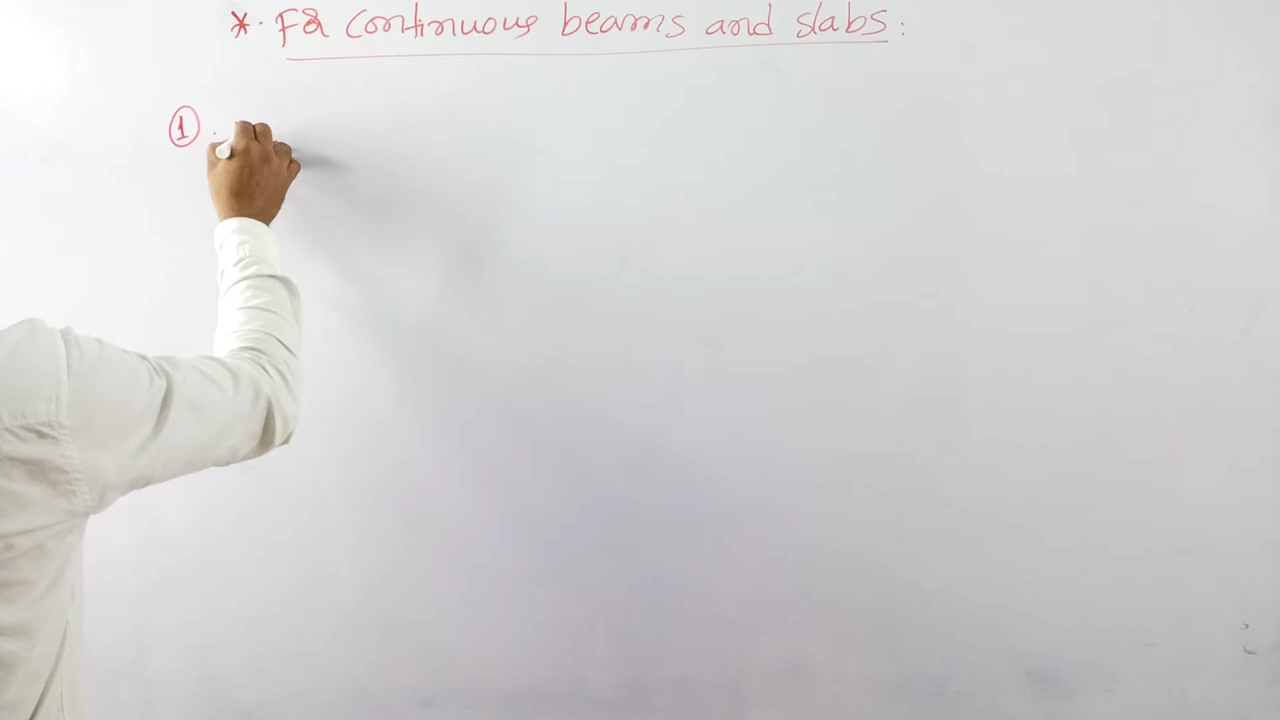 *. For continuous beams and slabs:
① .